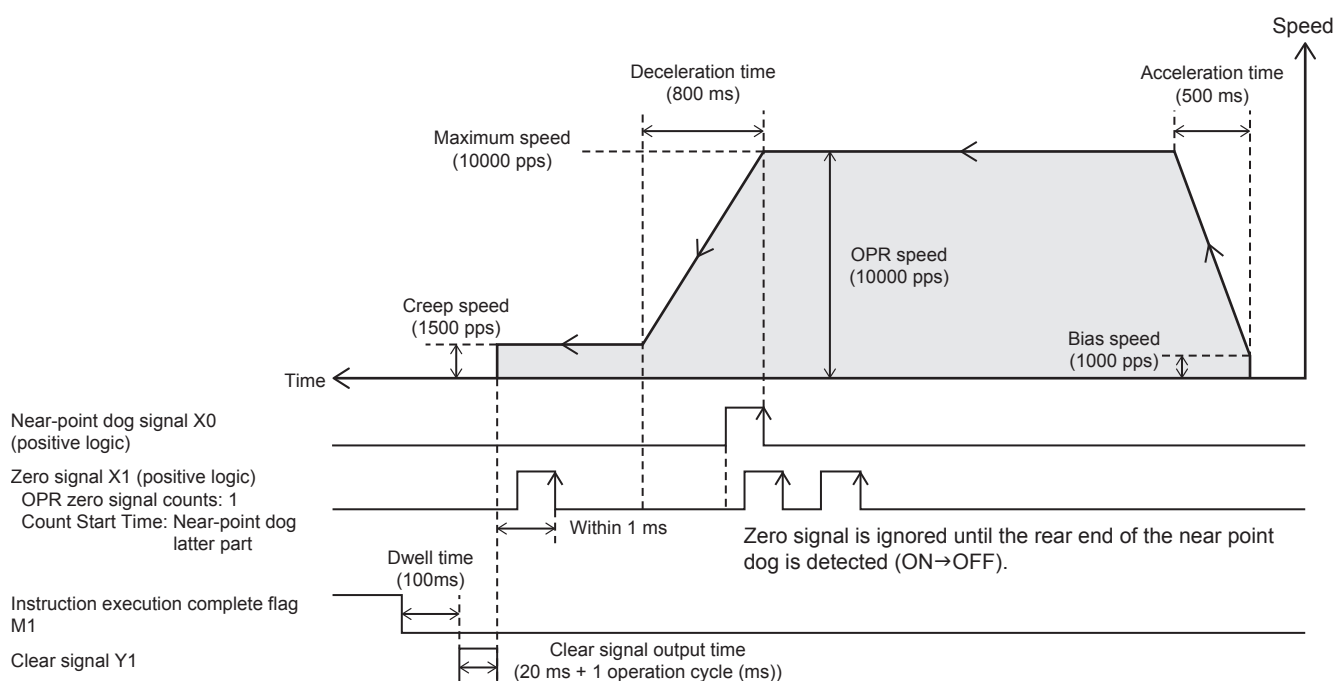 Speed
Deceleration time
(800 ms)
Acceleration time
(500 ms)
Maximum speed
(10000 pps)
OPR speed
(10000 pps)
Creep speed
(1500 pps)
Bias speed
(1000 pps)
Time
Near-point dog signal X0
(positive logic)
Zero signal X1 (positive logic)
OPR zero signal counts: 1
Count Start Time: Near-point dog
latter part
Within 1 ms
Zero signal is ignored until the rear end of the near point
dog is detected (ON→OFF).
Dwell time
(100ms)
Instruction execution complete flag
M1
Clear signal Y1
Clear signal output time
(20 ms + 1 operation cycle (ms))